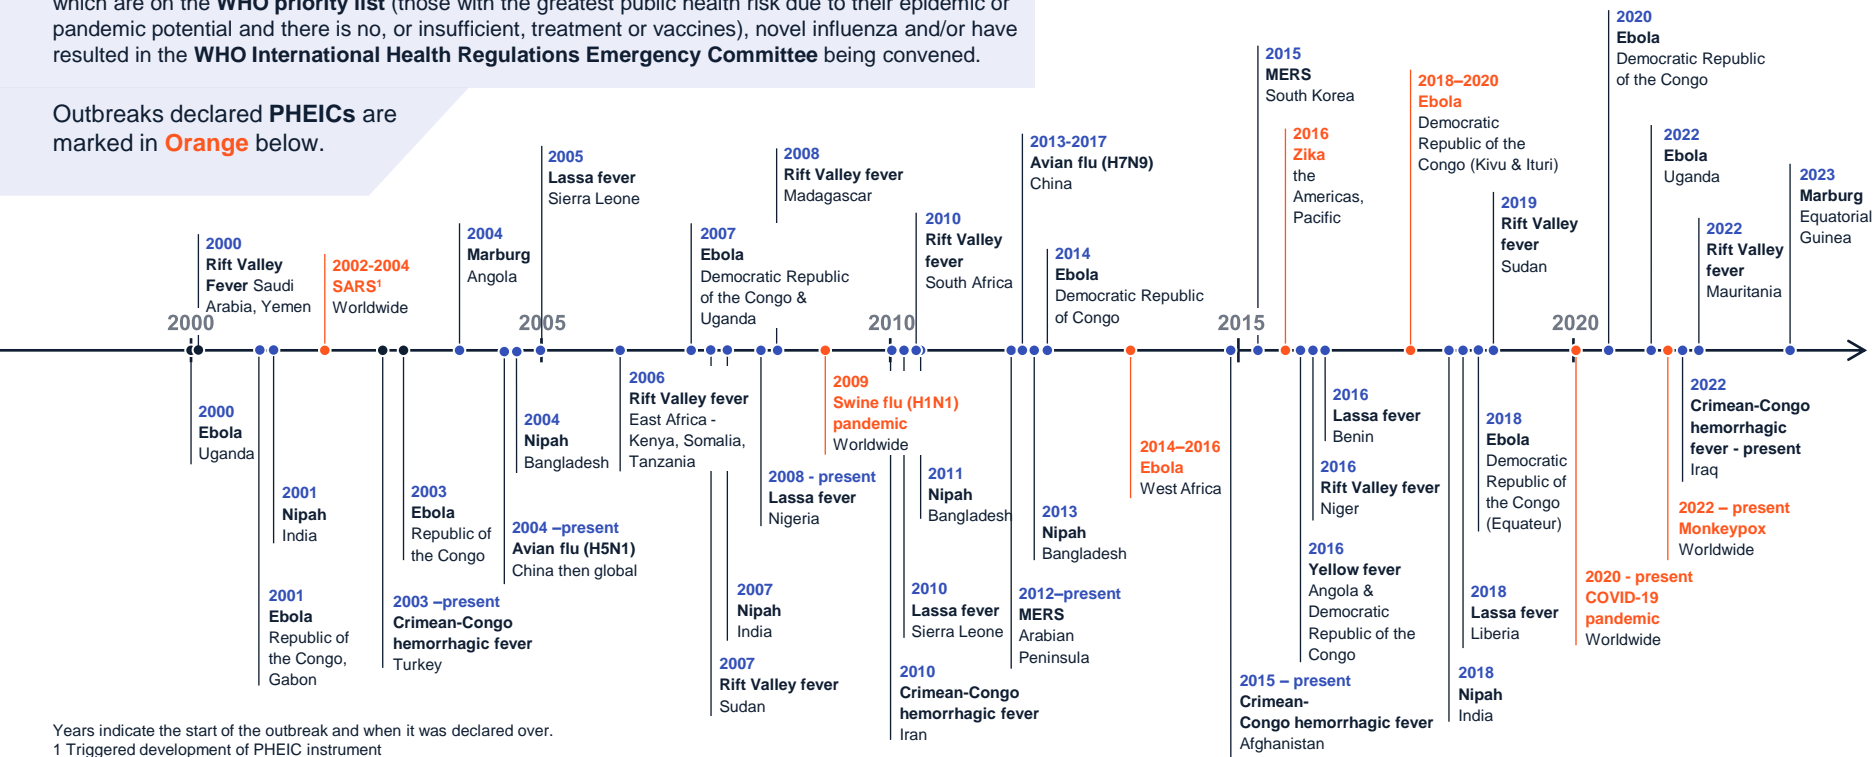 which are on the WHO priority list (those with the greatest public health risk due to their epidemic or
pandemic potential and there is no, or insufficient, treatment or vaccines), novel influenza and/or have
resulted in the WHO International Health Regulations Emergency Committee being convened.
Outbreaks declared PHEICs are
marked in Orange below.
2000
Rift Valley
Fever Saudi
Arabia, Yemen
2002-2004
SARS¹
Worldwide
2004
Marburg
Angola
2005
Lassa fever
Sierra Leone
2007
Ebola
Democratic Republic
of the Congo &
Uganda
2008
Rift Valley fever
Madagascar
2010
Rift Valley
fever
South Africa
2013-2017
Avian flu (H7N9)
China
2014
Ebola
Democratic Republic
of Congo
2015
MERS
South Korea
2016
Zika
the
Americas,
Pacific
2018–2020
Ebola
Democratic
Republic of the
Congo (Kivu & Ituri)
2019
Rift Valley
fever
Sudan
2020
Ebola
Democratic Republic
of the Congo
2022
Ebola
Uganda
2022
Rift Valley
fever
Mauritania
2023
Marburg
Equatorial
Guinea
2000
2005
2010
2015
2020
2000
Ebola
Uganda
2001
Ebola
Republic of
the Congo,
Gabon
2001
Nipah
India
2003 –present
Crimean-Congo
hemorrhagic fever
Turkey
2003
Ebola
Republic of
the Congo
2004 –present
Avian flu (H5N1)
China then global
2004
Nipah
Bangladesh
2006
Rift Valley fever
East Africa -
Kenya, Somalia,
Tanzania
2007
Rift Valley fever
Sudan
2007
Nipah
India
2008 - present
Lassa fever
Nigeria
2009
Swine flu (H1N1)
pandemic
Worldwide
2010
Crimean-Congo
hemorrhagic fever
Iran
2010
Lassa fever
Sierra Leone
2011
Nipah
Bangladesh
2012–present
MERS
Arabian
Peninsula
2013
Nipah
Bangladesh
2014–2016
Ebola
West Africa
2015 – present
Crimean-
Congo hemorrhagic fever
Afghanistan
2016
Yellow fever
Angola &
Democratic
Republic of the
Congo
2016
Rift Valley fever
Niger
2016
Lassa fever
Benin
2018
Nipah
India
2018
Lassa fever
Liberia
2018
Ebola
Democratic
Republic of
the Congo
(Equateur)
2020 - present
COVID-19
pandemic
Worldwide
2022 – present
Monkeypox
Worldwide
2022
Crimean-Congo
hemorrhagic
fever - present
Iraq
Years indicate the start of the outbreak and when it was declared over.
1 Triggered development of PHEIC instrument